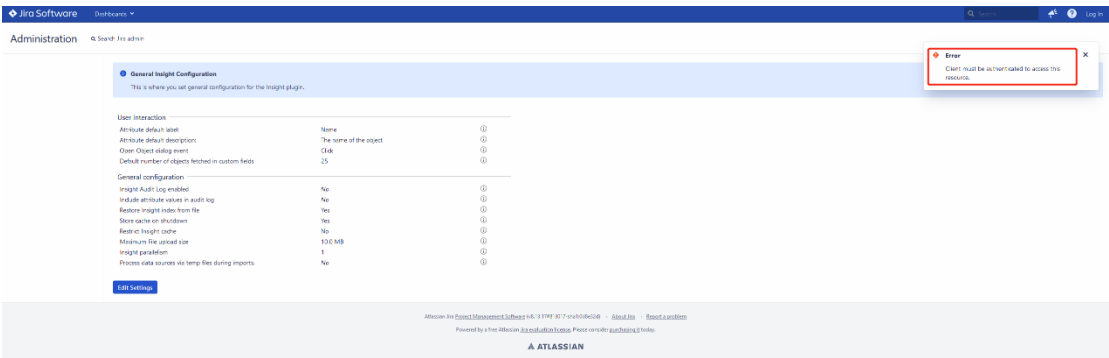 Jira Software
Dashboards
Search
Log In
Administration
Search Jira admin
Error
Client must be authenticated to access this
resource.
General Insight Configuration
This is where you set general configuration for the Insight plugin.
User Interaction
Attribute default label: Name
Attribute default description: The name of the object
Open Object dialog event Click
Default number of objects fetched in custom fields 25
General configuration
Insight Audit Log enabled No
Include attribute values in audit log No
Restore Insight index from file Yes
Store cache on shutdown Yes
Restrict Insight cache No
Maximum File upload size 10.0 MB
Insight parallelism 1
Process data sources via temp files during imports. No
Edit Settings
Atlassian Jira Project Management Software · About Jira · Report a problem
Powered by a free Atlassian Jira evaluation license. Please consider purchasing it today.
ATLASSIAN